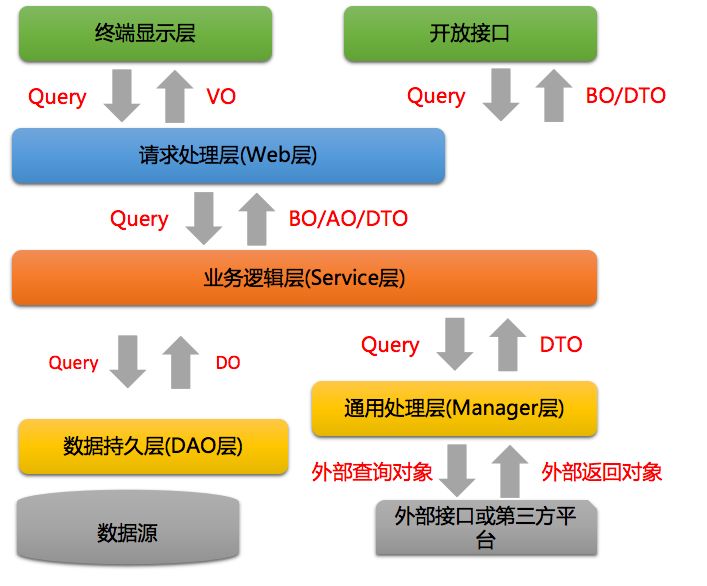 终端显示层
开放接口
Query
VO
Query
BO/DTO
请求处理层(Web层)
Query
BO/AO/DTO
业务逻辑层(Service层)
Query
DO
Query
DTO
数据持久层(DAO层)
通用处理层(Manager层)
外部查询对象
外部返回对象
数据源
外部接口或第三方平
台